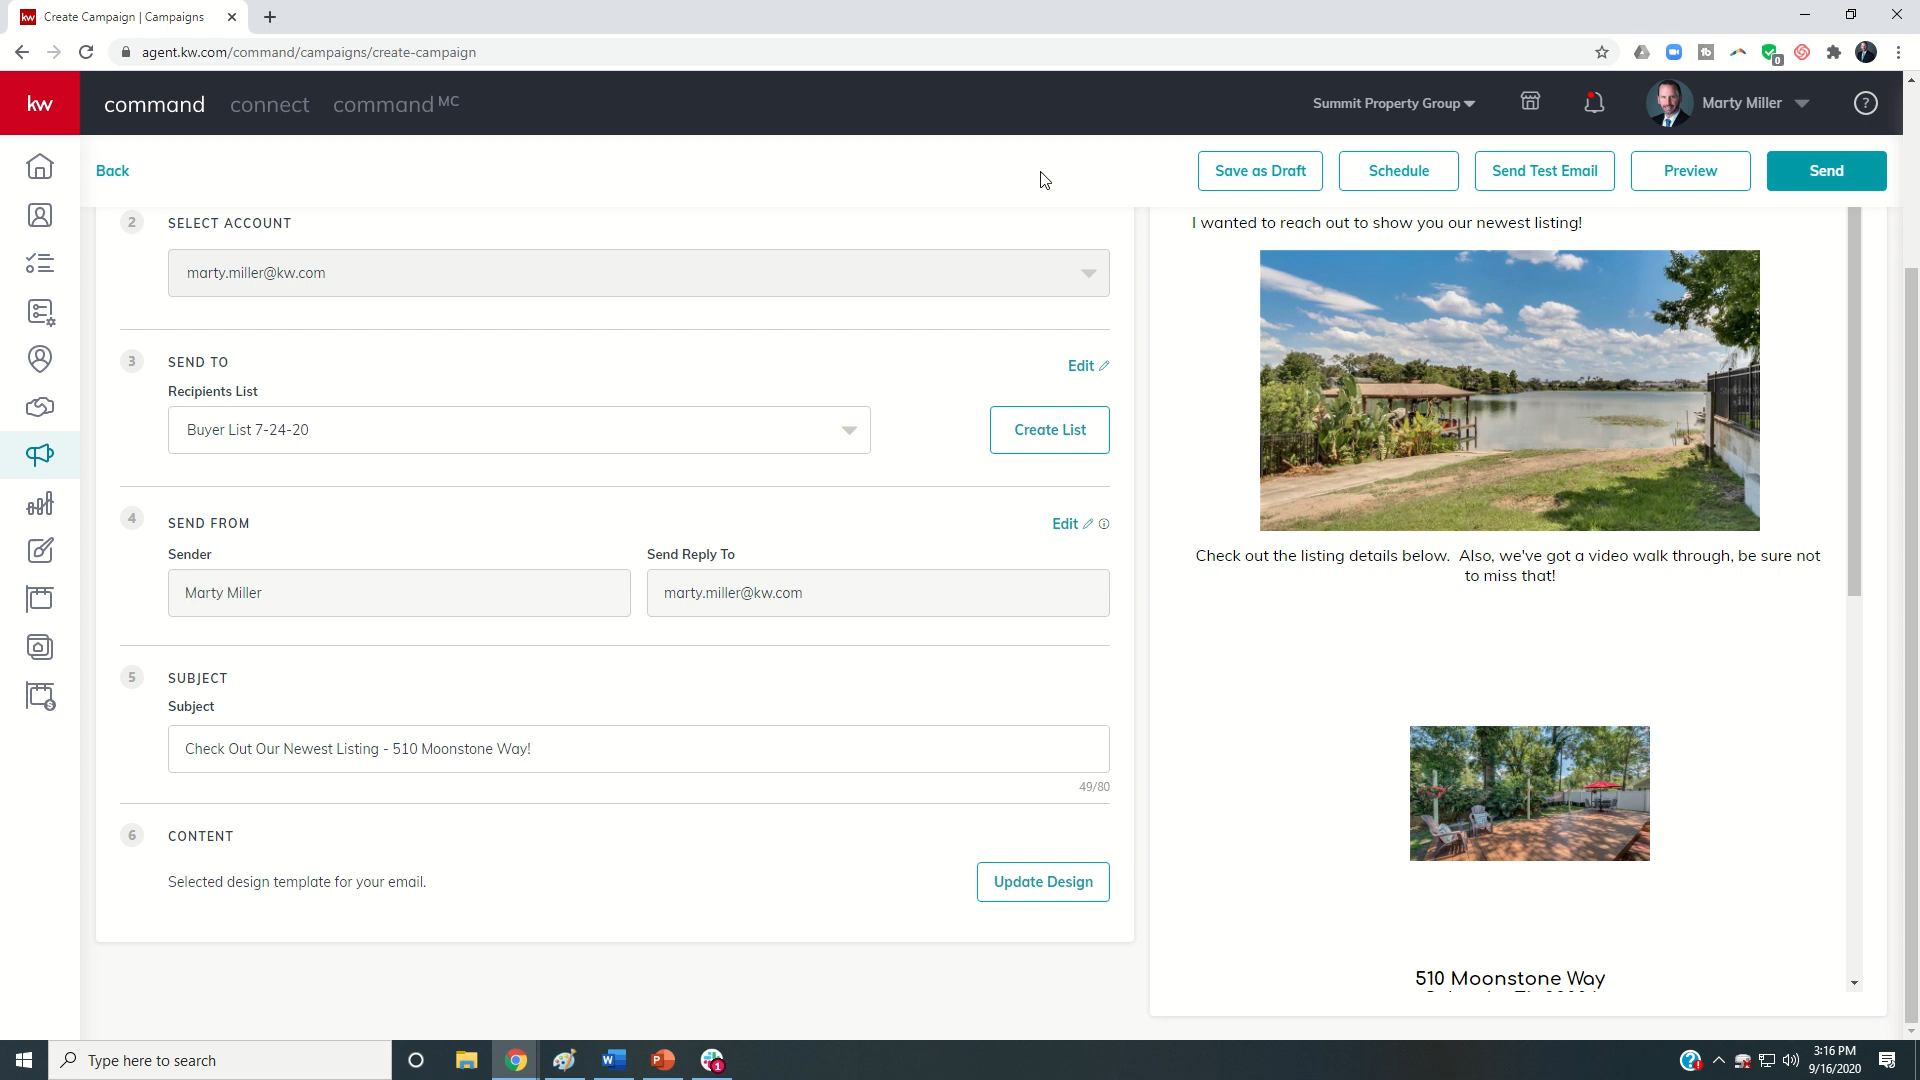 kw
Create Campaign | Campaigns
agent.kw.com/command/campaigns/create-campaign
tb
0
kw
command
connect
command MC
Summit Property Group
Marty Miller
?
Back
Save as Draft
Schedule
Send Test Email
Preview
Send
2
SELECT ACCOUNT
marty.miller@kw.com
3
SEND TO
Edit
Recipients List
Buyer List 7-24-20
Create List
4
SEND FROM
Edit
Sender
Send Reply To
Marty Miller
marty.miller@kw.com
5
SUBJECT
Subject
Check Out Our Newest Listing - 510 Moonstone Way!
49/80
6
CONTENT
Selected design template for your email.
Update Design
I wanted to reach out to show you our newest listing!
Check out the listing details below. Also, we've got a video walk through, be sure not
to miss that!
510 Moonstone Way
Type here to search
W
P
1
?
3:16 PM
9/16/2020